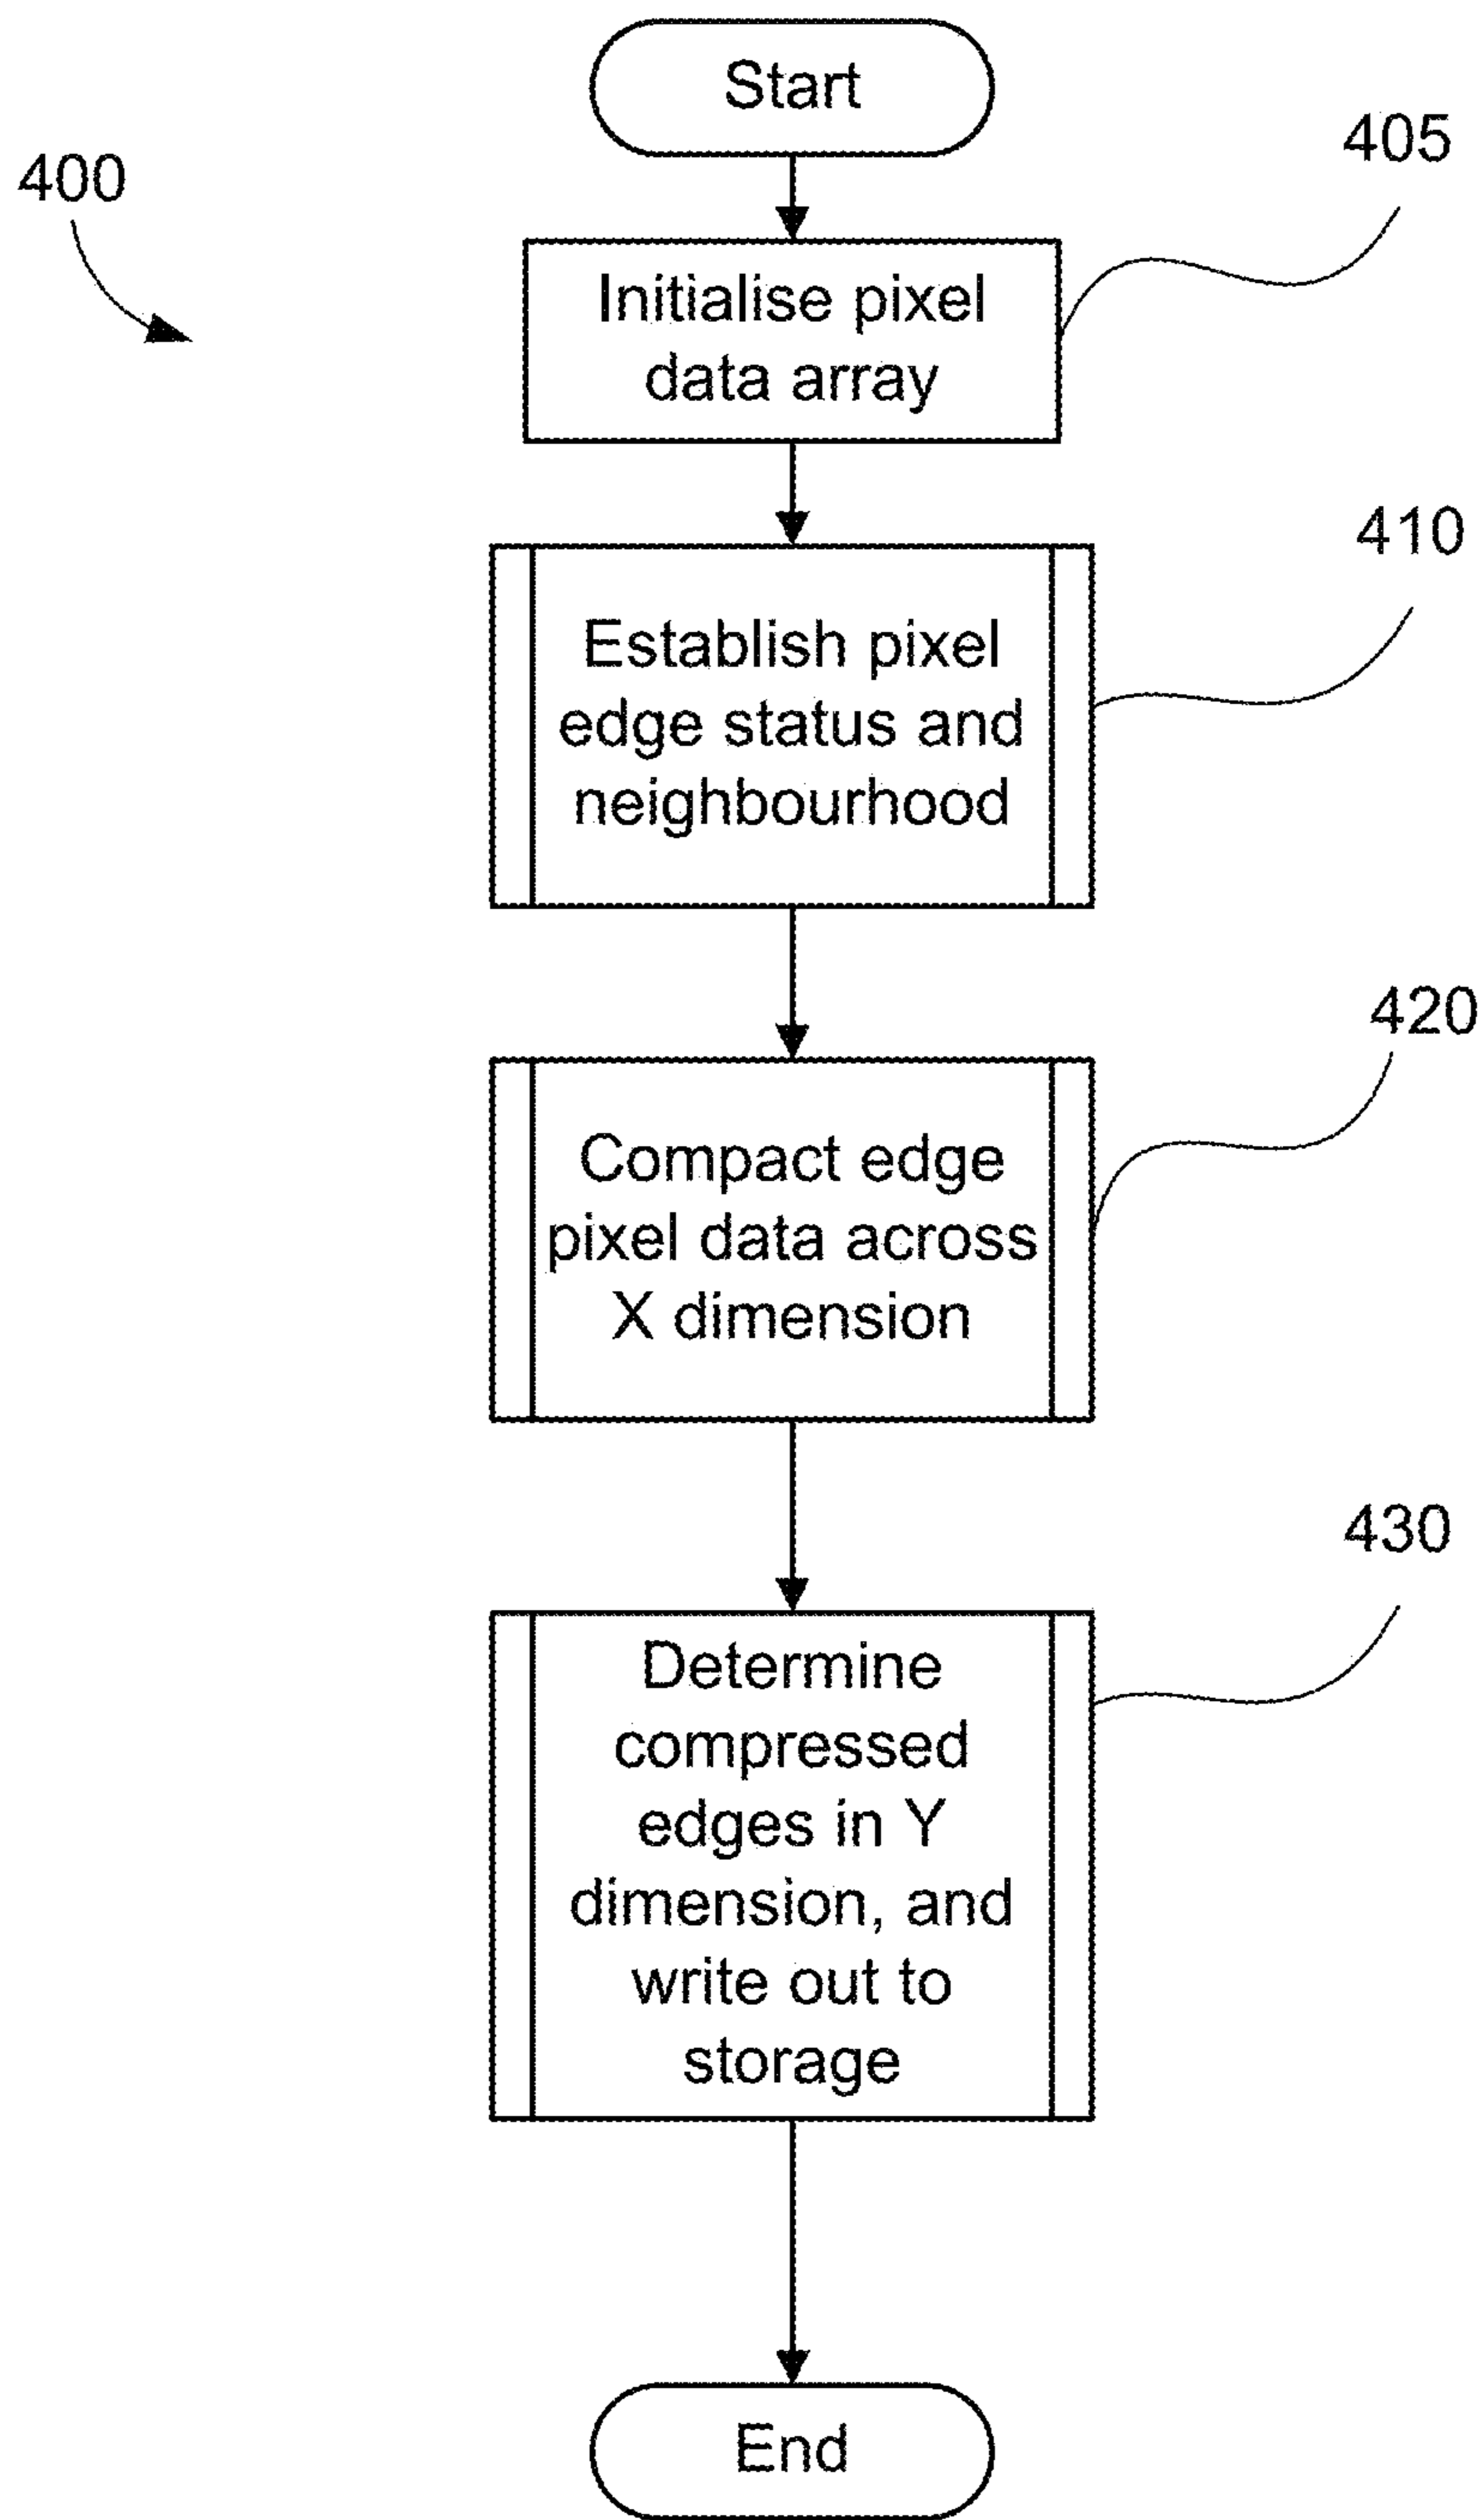 Start
405
400
Initialise pixel
data array
410
Establish pixel
edge status and
neighbourhood
420
Compact edge
pixel data across
X dimension
430
Determine
compressed
edges in Y
dimension, and
write out to
storage
End